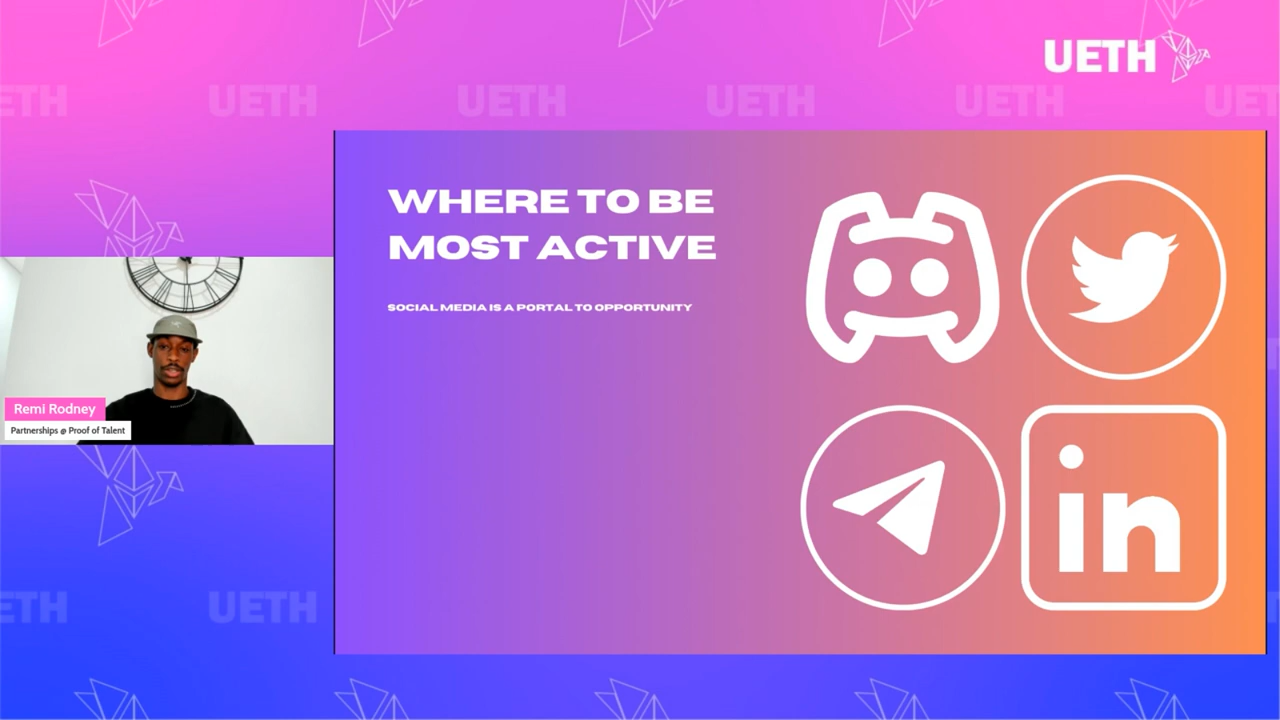 UETH
ETH UETH UETH UETH UETH UET
WHERE TO BE
MOST ACTIVE
SOCIAL MEDIA IS A PORTAL TO OPPORTUNITY
in
Remi Rodney
Partnerships @ Proof of Talent
ETH UETH